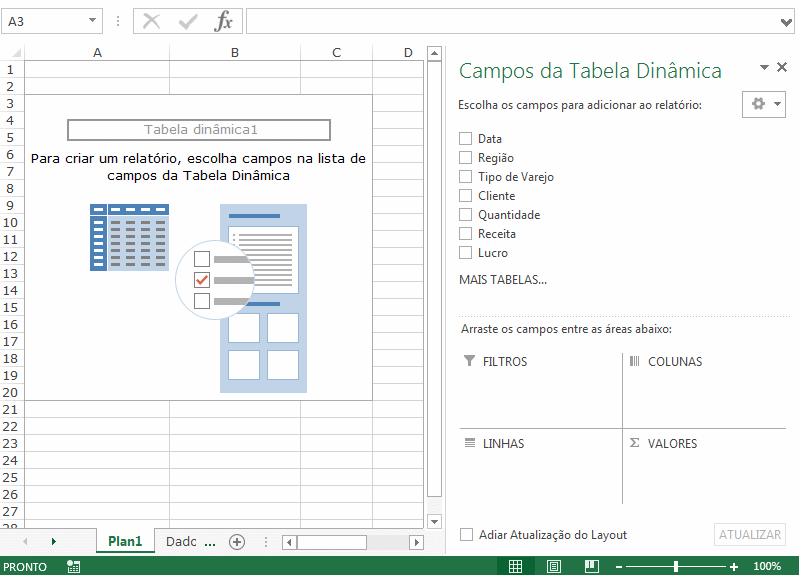 A3
fx
A B C D
1
2
3
4
5
6
7
8
9
10
11
12
13
14
15
16
17
18
19
20
21
22
23
24
25
26
27
28
Tabela dinâmica1
Para criar um relatório, escolha campos na lista de
campos da Tabela Dinâmica
Campos da Tabela Dinâmica
Escolha os campos para adicionar ao relatório:
Data
Região
Tipo de Varejo
Cliente
Quantidade
Receita
Lucro
MAIS TABELAS...
Arraste os campos entre as áreas abaixo:
FILTROS
COLUNAS
LINHAS
Σ VALORES
Adiar Atualização do Layout
ATUALIZAR
Plan1 Dado ...
PRONTO
100%